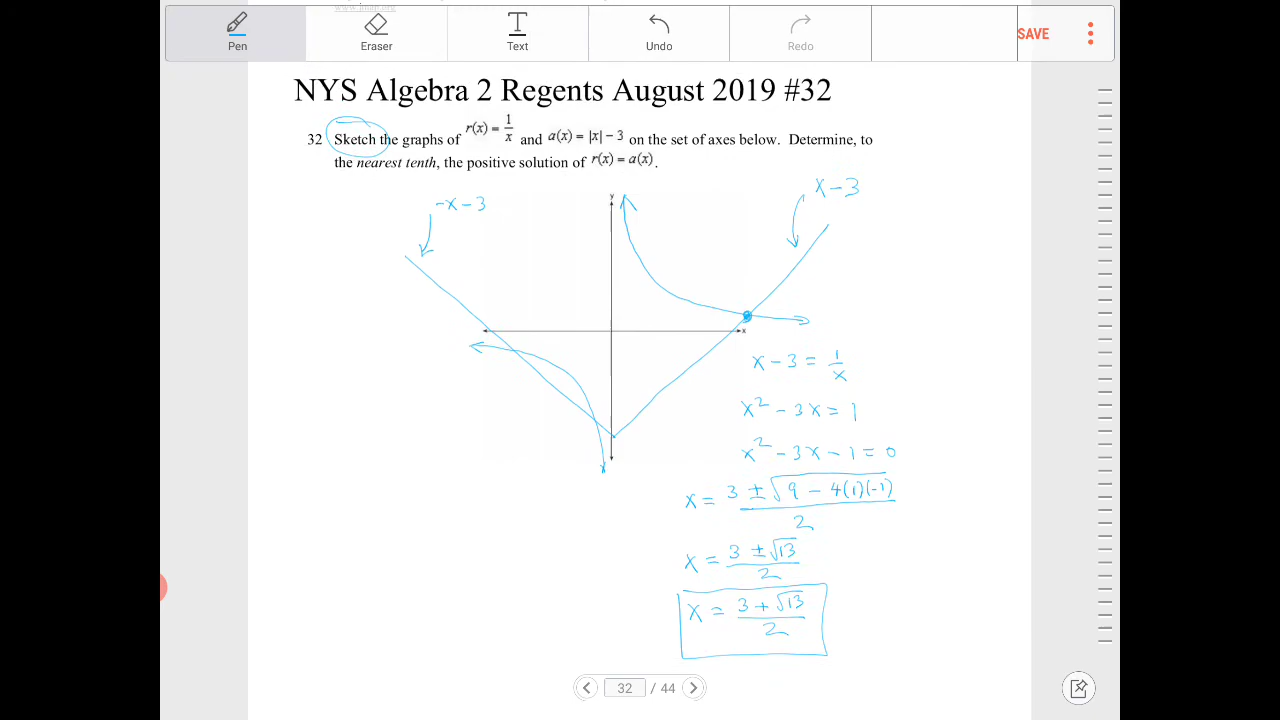 www.jmap.org
Pen
Eraser
Text
Undo
Redo
SAVE
NYS Algebra 2 Regents August 2019 #32
32 Sketch the graphs of r(x) = 1/x and a(x) = |x| − 3 on the set of axes below. Determine, to
the nearest tenth, the positive solution of r(x) = a(x).
-x − 3
x − 3
y
x
x − 3 = 1/x
x² − 3x = 1
x² − 3x − 1 = 0
x = (3 ± √(9 − 4(1)(-1)))/2
x = (3 ± √13)/2
x = (3 + √13)/2
32 / 44